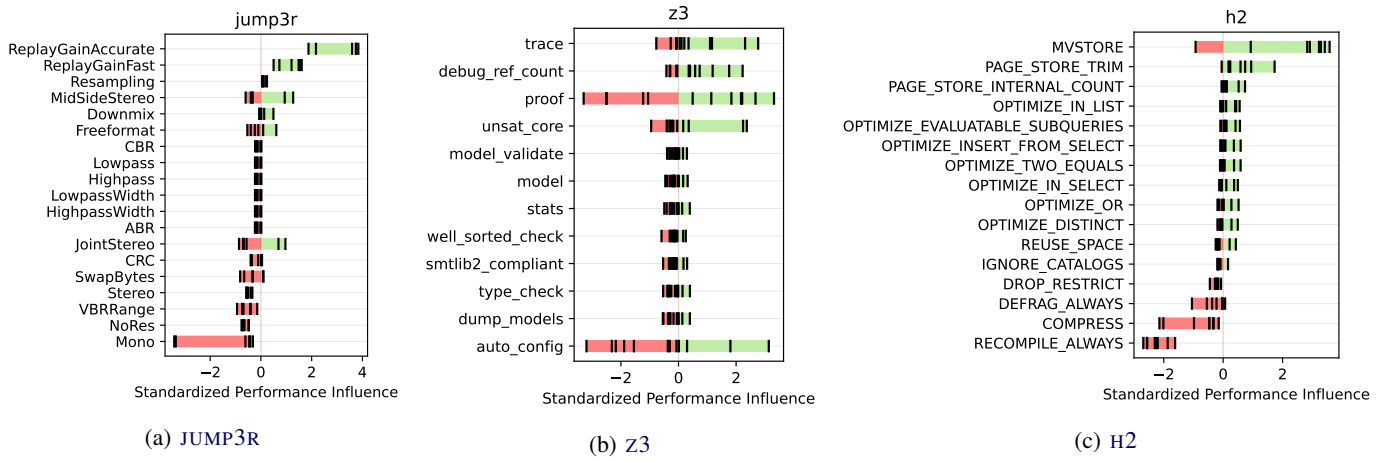 jump3r
ReplayGainAccurate
ReplayGainFast
Resampling
MidSideStereo
Downmix
Freeformat
CBR
Lowpass
Highpass
LowpassWidth
HighpassWidth
ABR
JointStereo
CRC
SwapBytes
Stereo
VBRRange
NoRes
Mono
−2 0 2 4
Standardized Performance Influence
(a) JUMP3R
z3
trace
debug_ref_count
proof
unsat_core
model_validate
model
stats
well_sorted_check
smtlib2_compliant
type_check
dump_models
auto_config
−2 0 2
Standardized Performance Influence
(b) Z3
h2
MVSTORE
PAGE_STORE_TRIM
PAGE_STORE_INTERNAL_COUNT
OPTIMIZE_IN_LIST
OPTIMIZE_EVALUATABLE_SUBQUERIES
OPTIMIZE_INSERT_FROM_SELECT
OPTIMIZE_TWO_EQUALS
OPTIMIZE_IN_SELECT
OPTIMIZE_OR
OPTIMIZE_DISTINCT
REUSE_SPACE
IGNORE_CATALOGS
DROP_RESTRICT
DEFRAG_ALWAYS
COMPRESS
RECOMPILE_ALWAYS
−2 0 2
Standardized Performance Influence
(c) H2